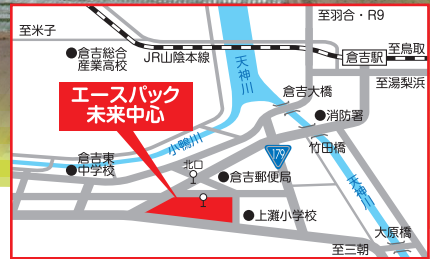 至羽合・R9
至米子
至鳥取
倉吉総合
産業高校
JR山陰本線
倉吉駅
天神川
至湯梨浜
エースパック
未来中心
倉吉大橋
消防署
小鴨川
竹田橋
179
倉吉東
中学校
北口
倉吉郵便局
天神川
上灘小学校
大原橋
至三朝